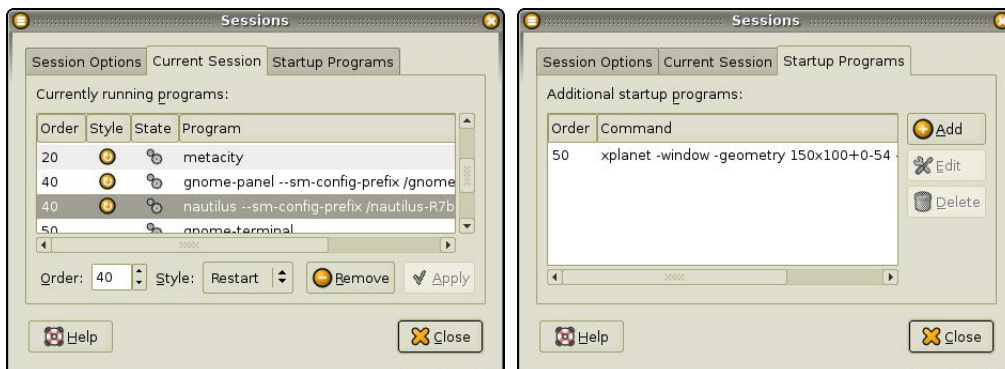 Sessions
Session Options Current Session Startup Programs
Currently running programs:
Order Style State Program
20 metacity
40 gnome-panel --sm-config-prefix /gnome
40 nautilus --sm-config-prefix /nautilus-R7b
50 gnome-terminal
Order: 40 Style: Restart Remove Apply
Help Close
Sessions
Session Options Current Session Startup Programs
Additional startup programs:
Order Command
50 xplanet -window -geometry 150x100+0-54 -
Add
Edit
Delete
Help Close